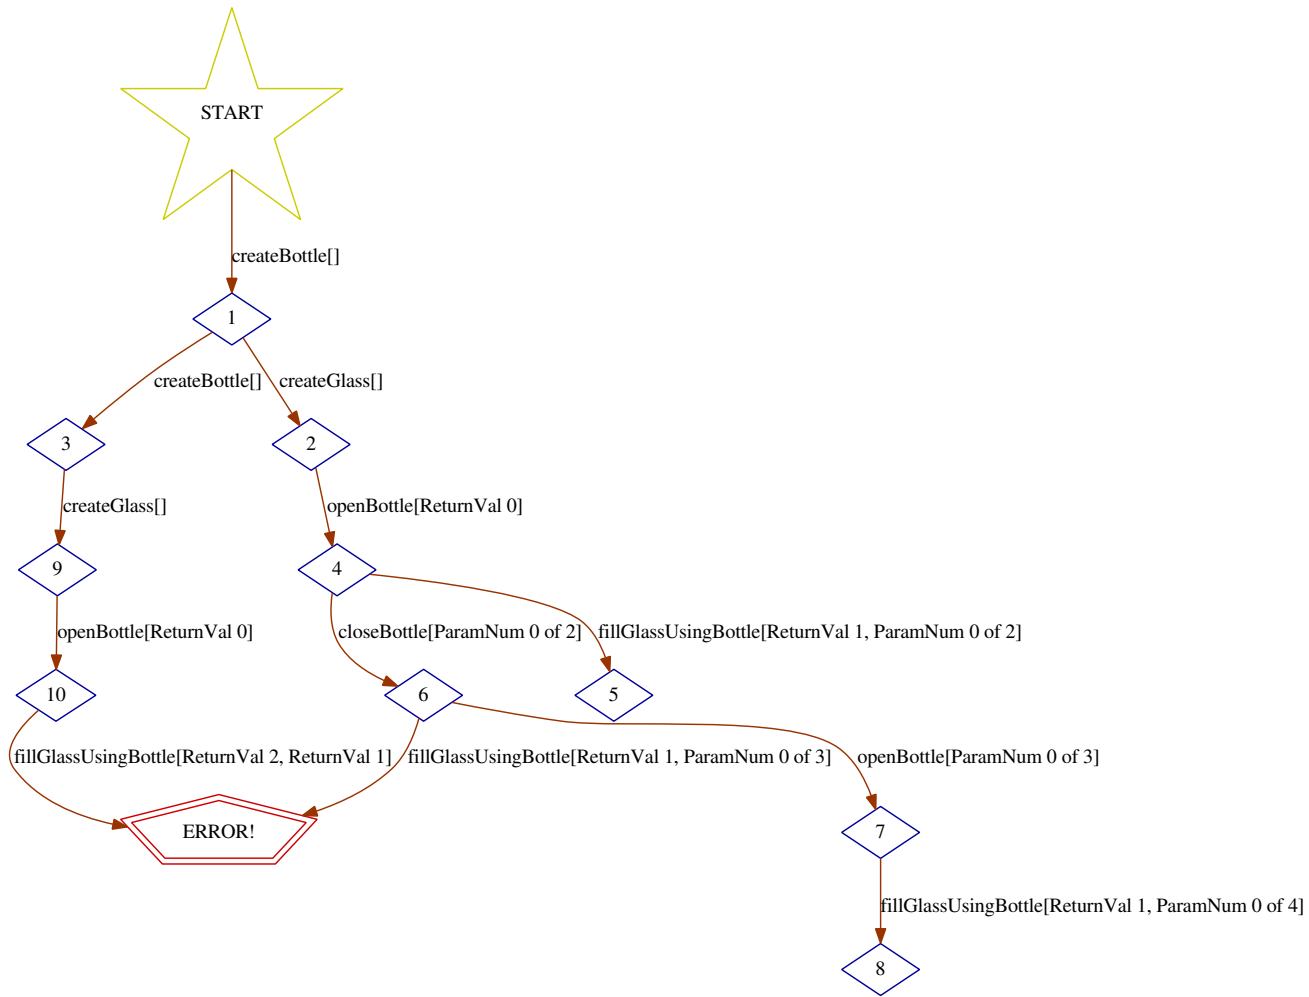 START
createBottle[]
1
createBottle[]
createGlass[]
3
2
createGlass[]
openBottle[ReturnVal 0]
9
4
openBottle[ReturnVal 0]
closeBottle[ParamNum 0 of 2]
fillGlassUsingBottle[ReturnVal 1, ParamNum 0 of 2]
10
6
5
fillGlassUsingBottle[ReturnVal 2, ReturnVal 1]
fillGlassUsingBottle[ReturnVal 1, ParamNum 0 of 3]
openBottle[ParamNum 0 of 3]
ERROR!
7
fillGlassUsingBottle[ReturnVal 1, ParamNum 0 of 4]
8